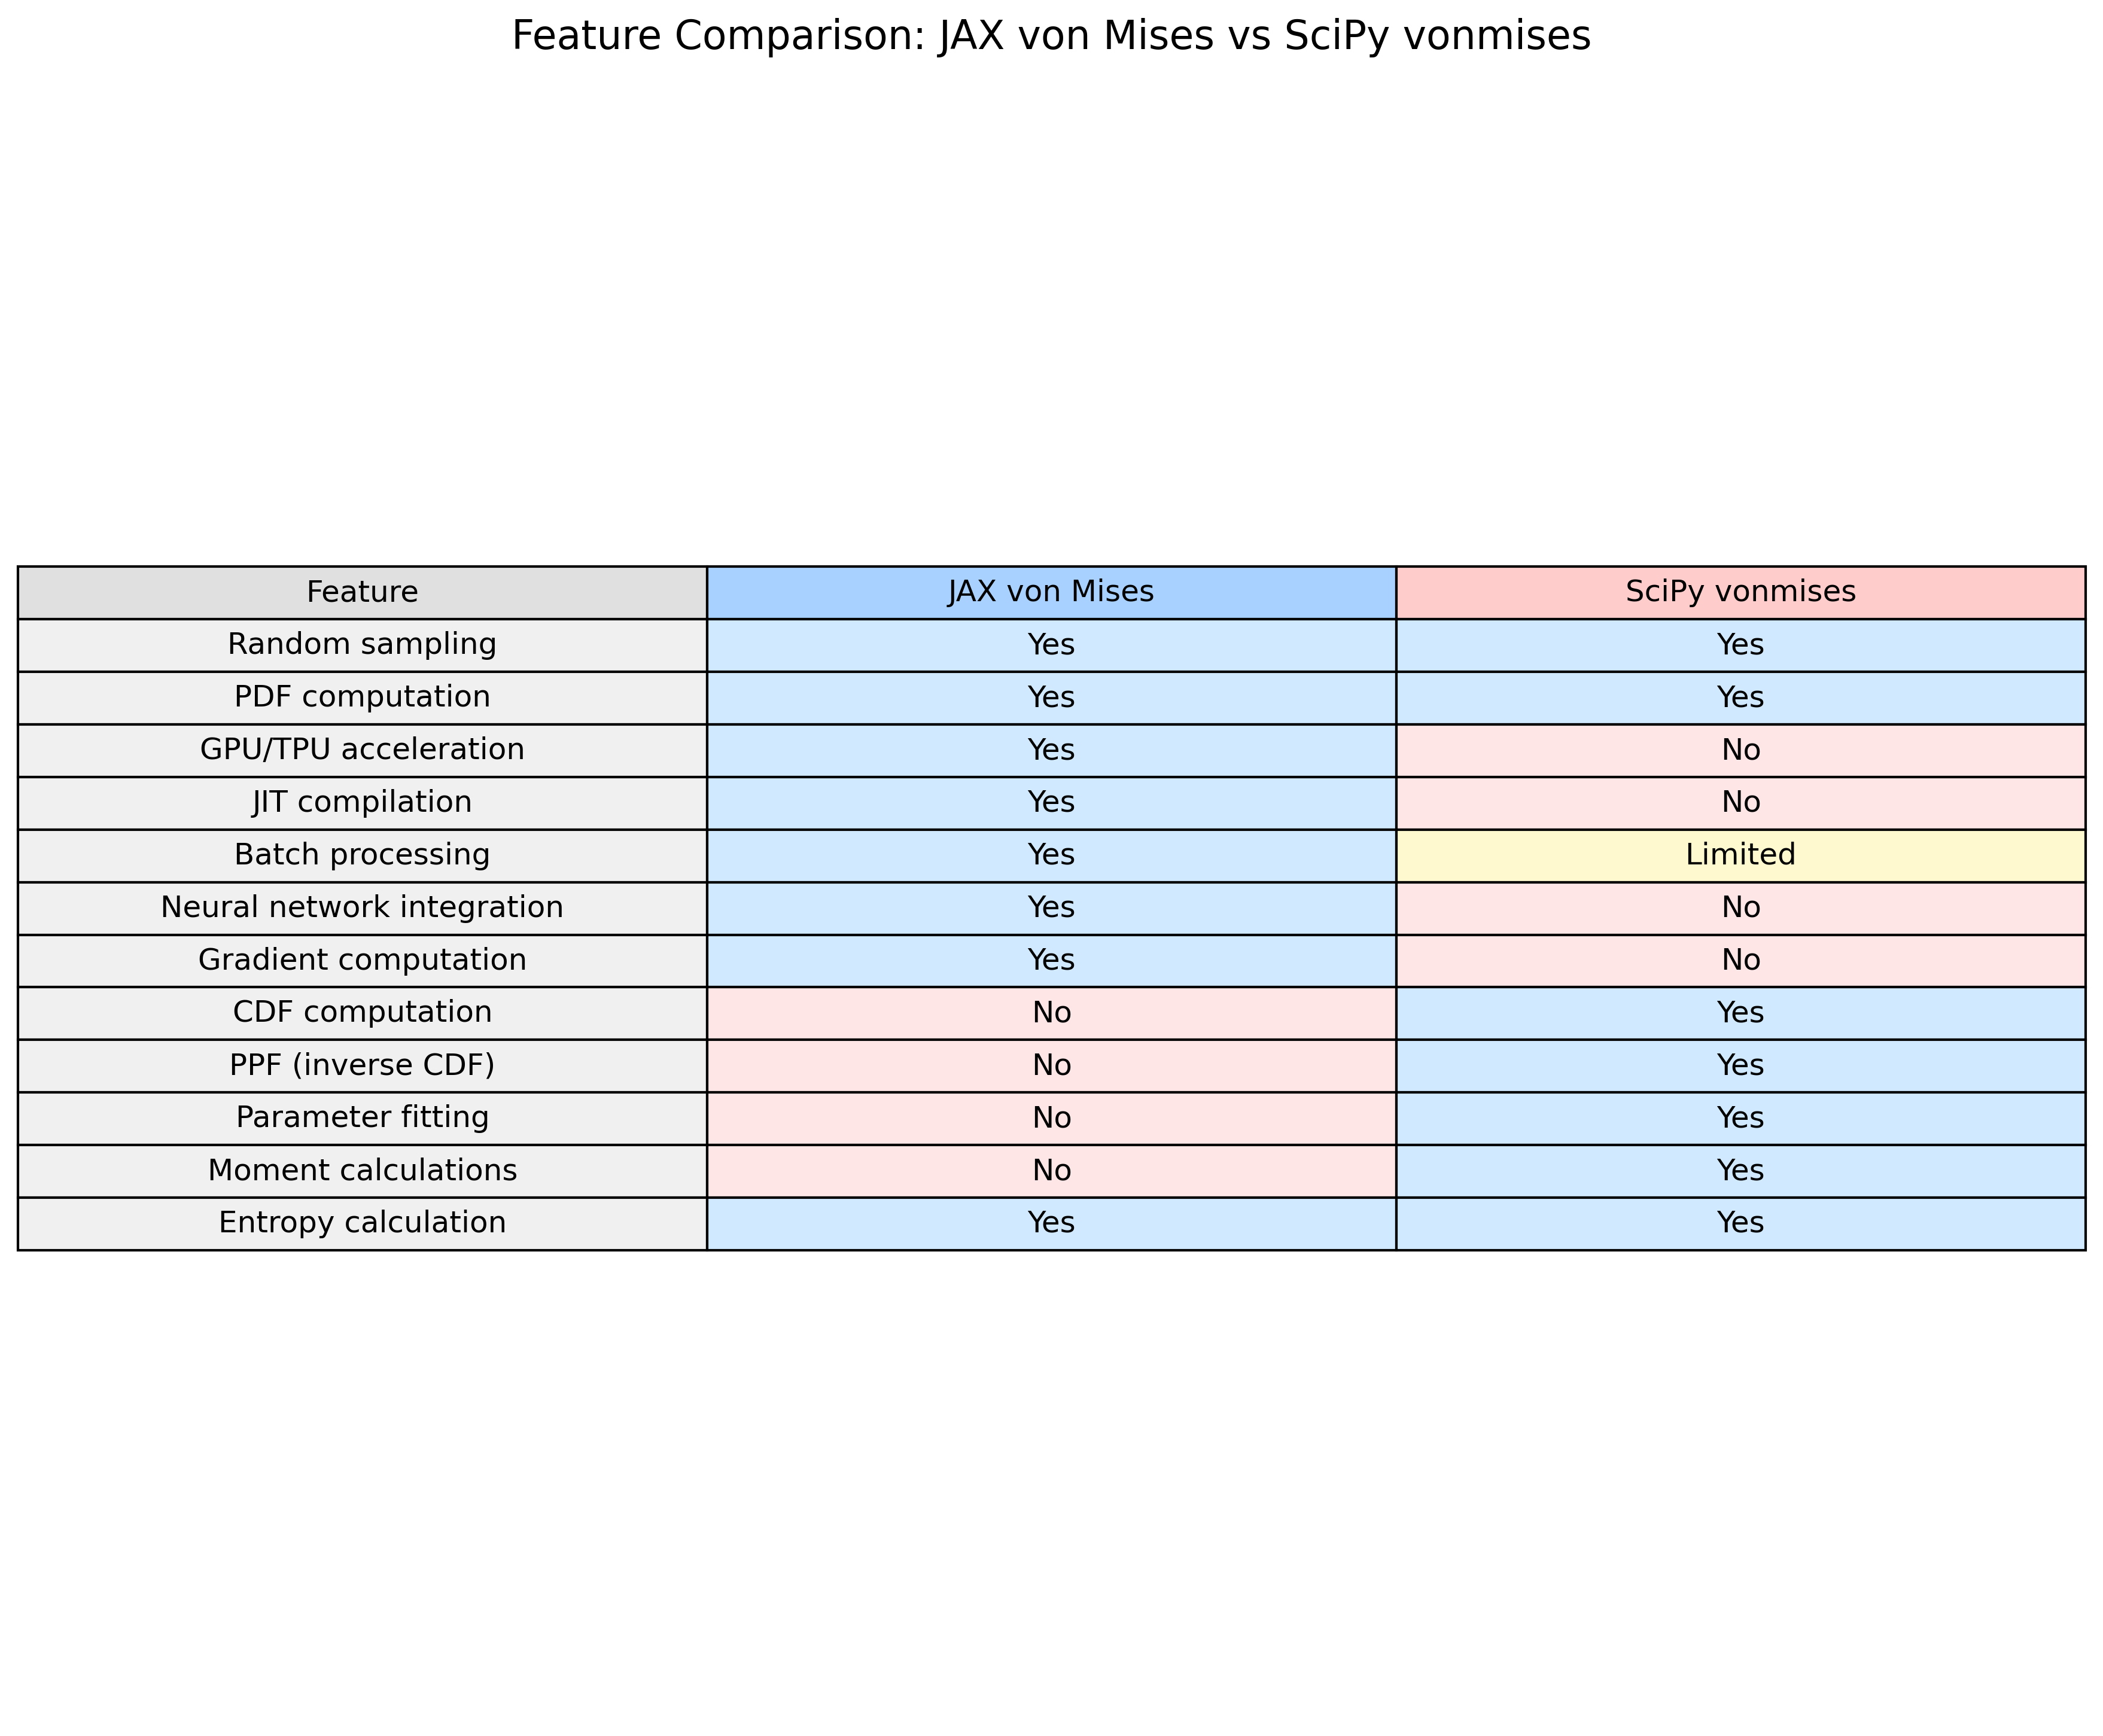 Feature Comparison: JAX von Mises vs SciPy vonmises
Feature JAX von Mises SciPy vonmises
Random sampling Yes Yes
PDF computation Yes Yes
GPU/TPU acceleration Yes No
JIT compilation Yes No
Batch processing Yes Limited
Neural network integration Yes No
Gradient computation Yes No
CDF computation No Yes
PPF (inverse CDF) No Yes
Parameter fitting No Yes
Moment calculations No Yes
Entropy calculation Yes Yes